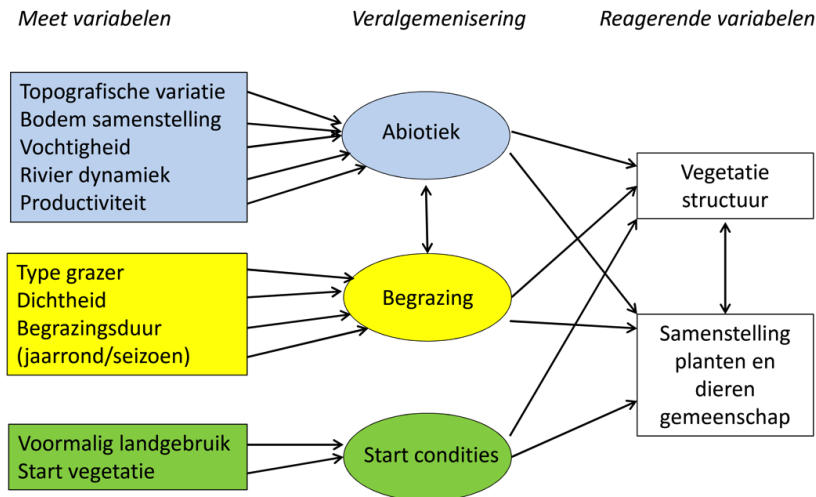 Meet variabelen
Veralgemenisering
Reagerende variabelen
Topografische variatie
Bodem samenstelling
Vochtigheid
Rivier dynamiek
Productiviteit
Abiotiek
Vegetatie
structuur
Type grazer
Dichtheid
Begrazingsduur
(jaarrond/seizoen)
Begrazing
Samenstelling
planten en
dieren
gemeenschap
Voormalig landgebruik
Start vegetatie
Start condities